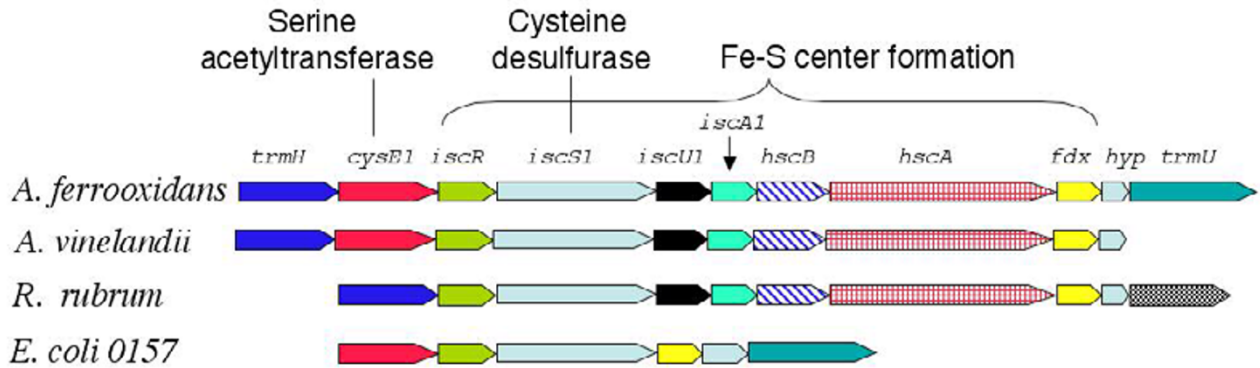 Serine
acetyltransferase
Cysteine
desulfurase
Fe-S center formation
iscA1
trmH cysE1 iscR iscS1 iscU1 hscB hscA fdx hyp trmU
A. ferrooxidans
A. vinelandii
R. rubrum
E. coli 0157